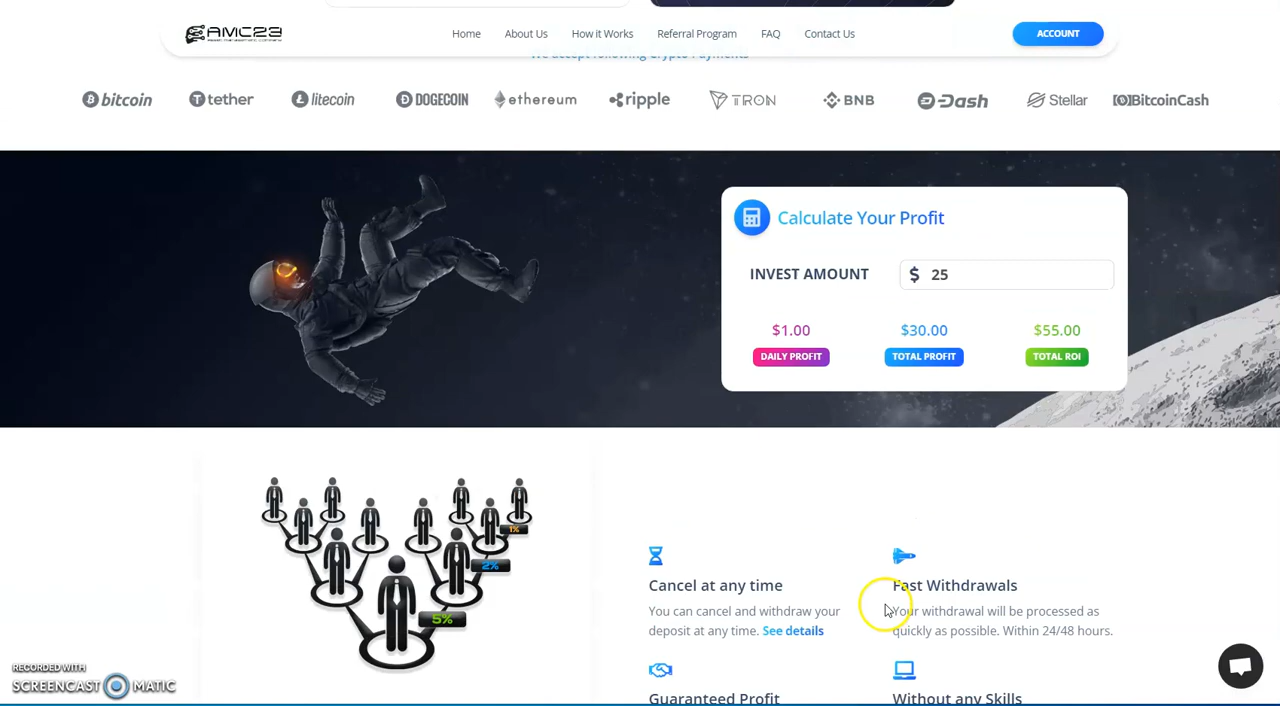 AMC23
Home About Us How it Works Referral Program FAQ Contact Us ACCOUNT
We accept following Crypto Payments
bitcoin tether litecoin DOGECOIN ethereum ripple TRON BNB Dash Stellar BitcoinCash
Calculate Your Profit
INVEST AMOUNT $ 25
$1.00 $30.00 $55.00
DAILY PROFIT TOTAL PROFIT TOTAL ROI
1%
2%
5%
Cancel at any time
You can cancel and withdraw your
deposit at any time. See details
Fast Withdrawals
Your withdrawal will be processed as
quickly as possible. Within 24/48 hours.
Guaranteed Profit
Without any Skills
RECORDED WITH
SCREENCAST MATIC